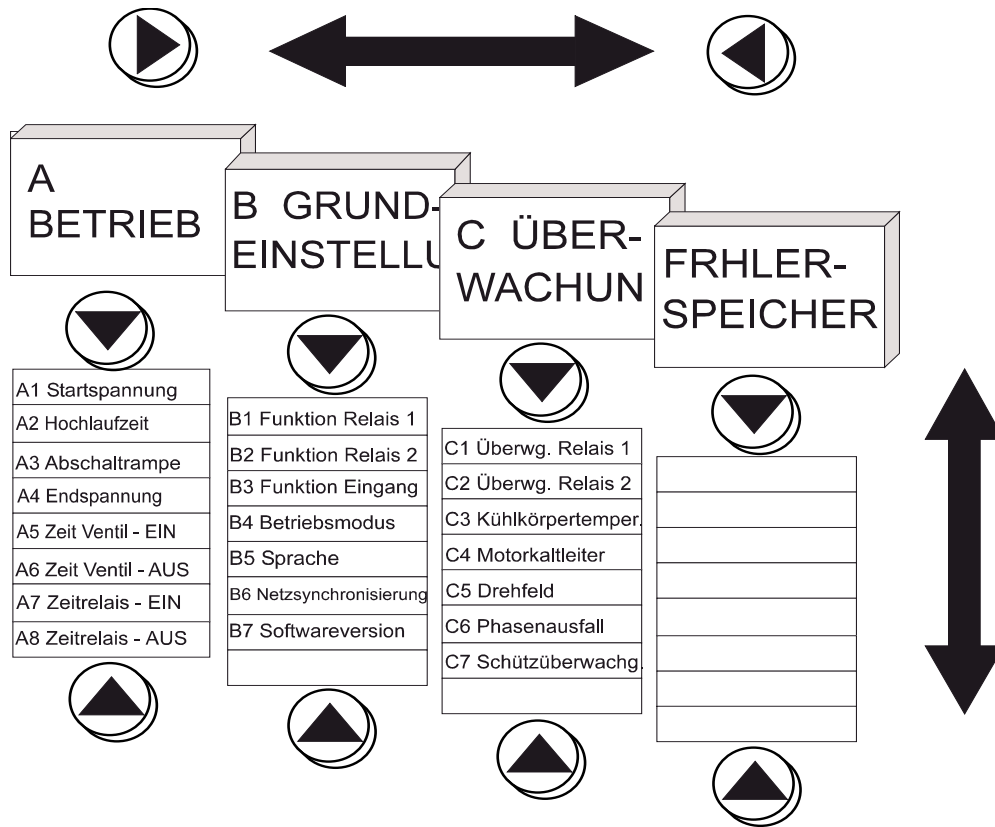 A
BETRIEB
B GRUND-
EINSTELLU
C ÜBER-
WACHUN
FRHLER-
SPEICHER
A1 Startspannung
A2 Hochlaufzeit
A3 Abschaltrampe
A4 Endspannung
A5 Zeit Ventil - EIN
A6 Zeit Ventil - AUS
A7 Zeitrelais - EIN
A8 Zeitrelais - AUS
B1 Funktion Relais 1
B2 Funktion Relais 2
B3 Funktion Eingang
B4 Betriebsmodus
B5 Sprache
B6 Netzsynchronisierung
B7 Softwareversion
C1 Überwg. Relais 1
C2 Überwg. Relais 2
C3 Kühlkörpertemper.
C4 Motorkaltleiter
C5 Drehfeld
C6 Phasenausfall
C7 Schützüberwachg.